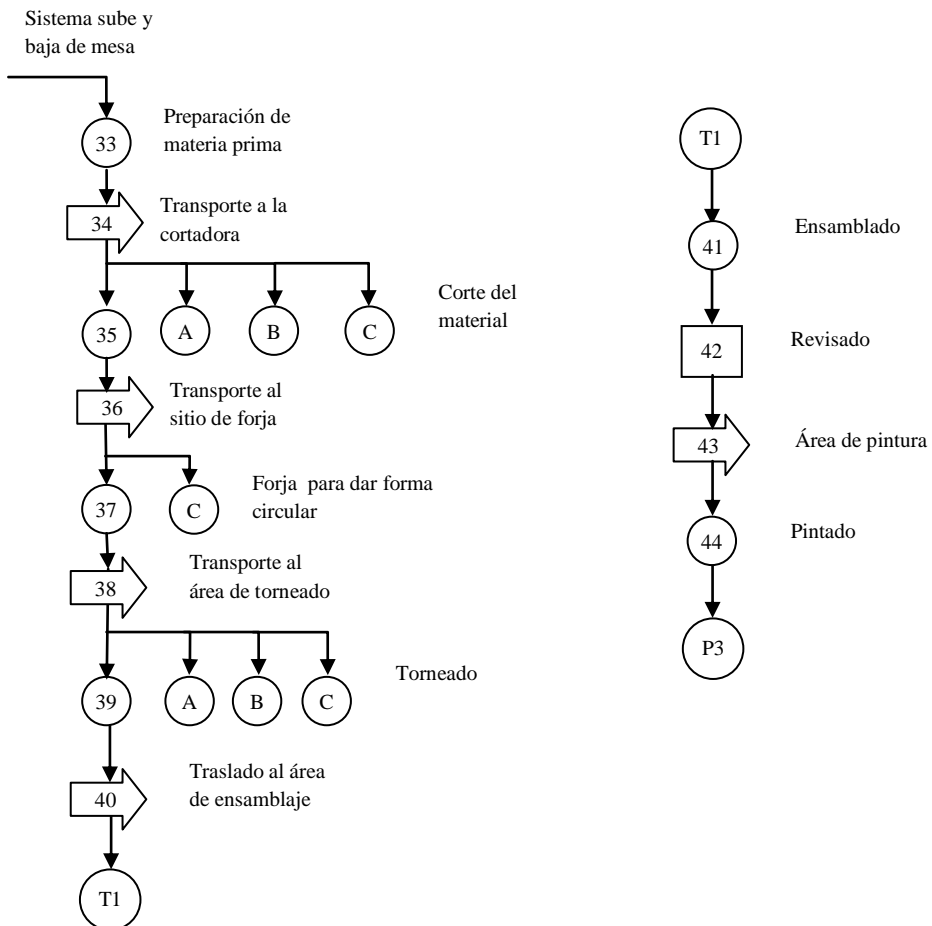 Sistema sube y
baja de mesa
33
Preparación de
materia prima
34
Transporte a la
cortadora
35
A
B
C
Corte del
material
36
Transporte al
sitio de forja
37
C
Forja para dar forma
circular
38
Transporte al
área de torneado
39
A
B
C
Torneado
40
Traslado al área
de ensamblaje
T1
T1
41
Ensamblado
42
Revisado
43
Área de pintura
44
Pintado
P3